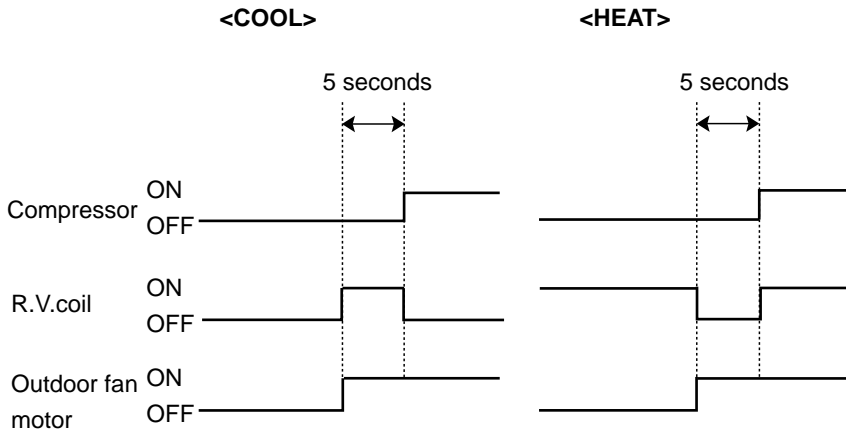 <COOL>
<HEAT>
5 seconds
5 seconds
Compressor
ON
OFF
R.V.coil
ON
OFF
Outdoor fan
motor
ON
OFF